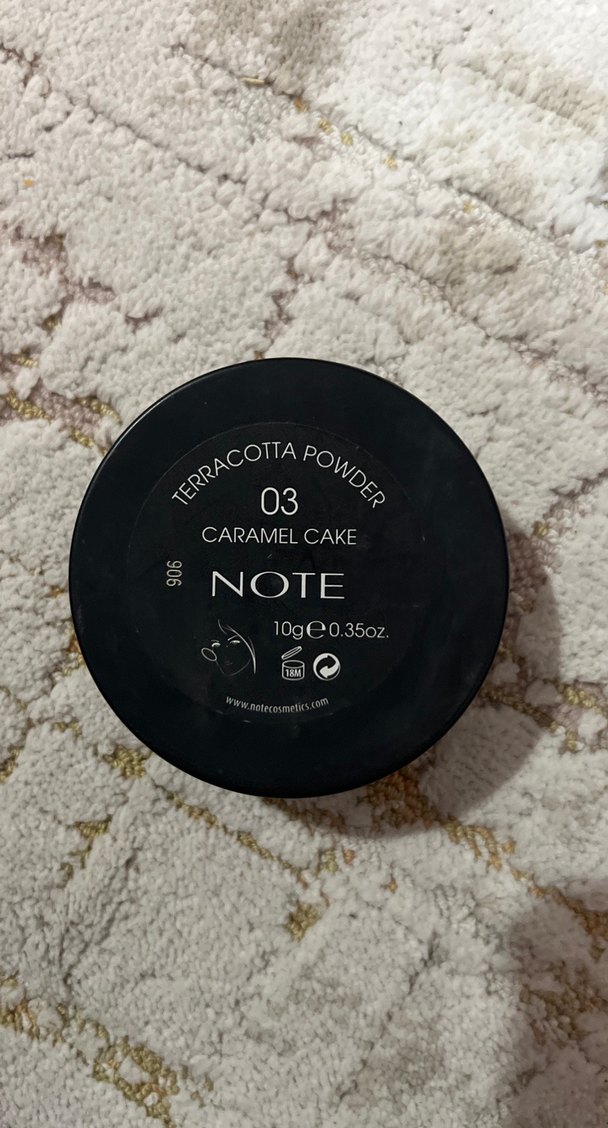 TERRACOTTA POWDER
03
CARAMEL CAKE
906
NOTE
10g℮0.35oz.
18M
www.notecosmetics.com